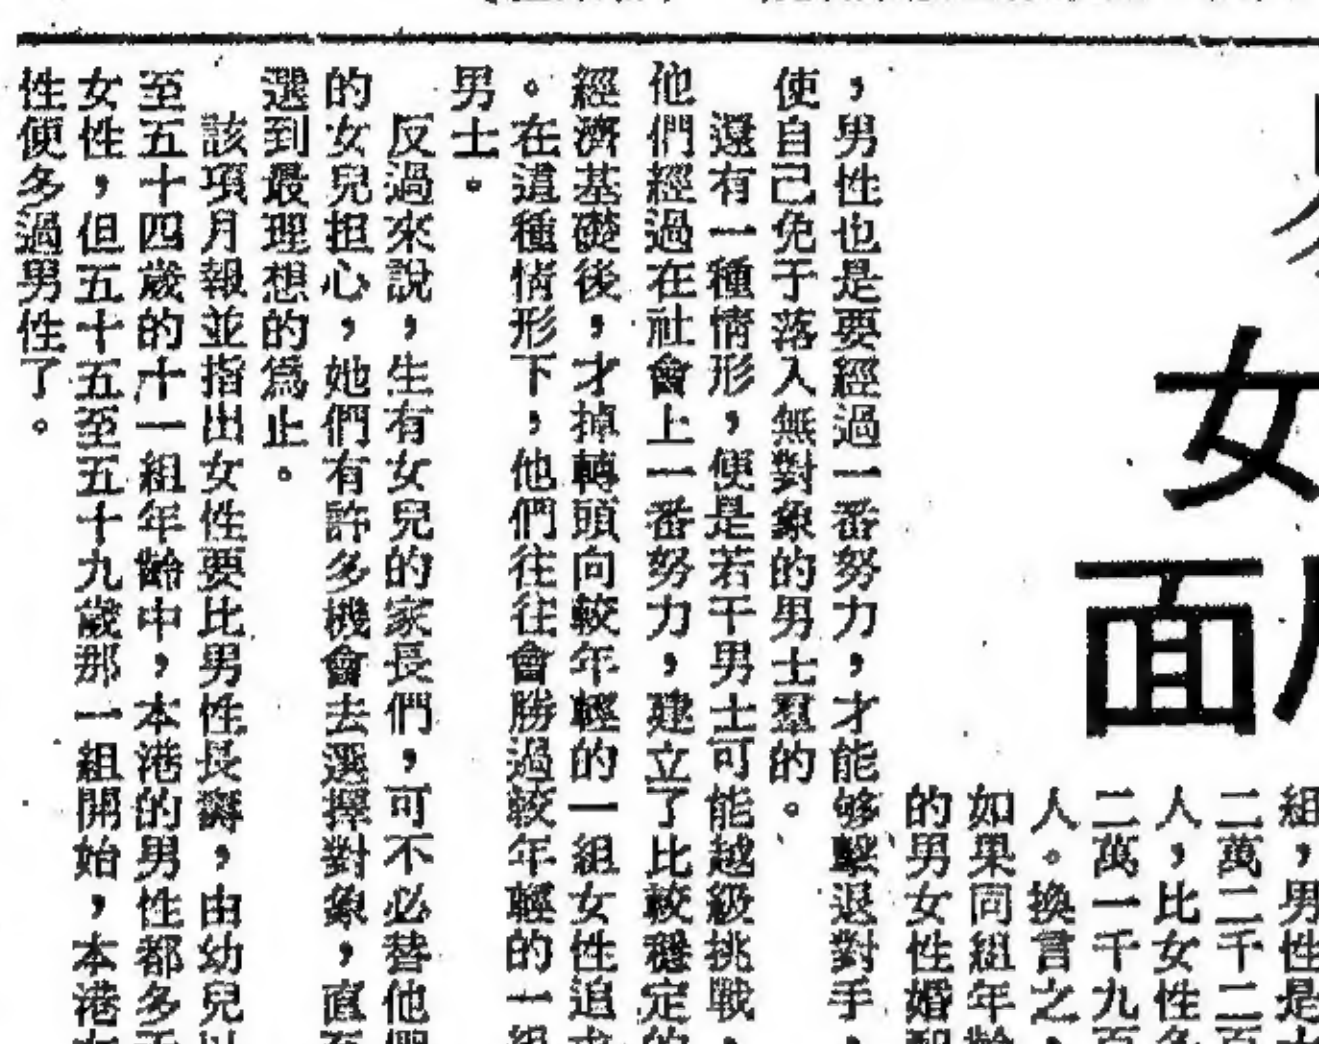 女
面
組，男性是
二萬二千二百
人，比女性多
二萬一千九百
人。換言之，
如果同組年齡
的男女性婚配
，男性也是要經過一番努力，才能够擊退對手，
使自己免于落入無對象的男士羣的。
還有一種情形，便是若干男士可能越級挑戰，
他們經過在社會上一番努力，建立了比較穩定的
經濟基礎後，才掉轉頭向較年輕的一組女性追求
。在這種情形下，他們往往會勝過較年輕的一組
男士。
反過來說，生有女兒的家長們，可不必替他們
的女兒担心，她們有許多機會去選擇對象，直至
選到最理想的爲止。
該項月報並指出女性要比男性長壽，由幼兒以
至五十四歲的十一組年齡中，本港的男性都多于
女性，但五十五至五十九歲那一組開始，本港女
性便多過男性了。